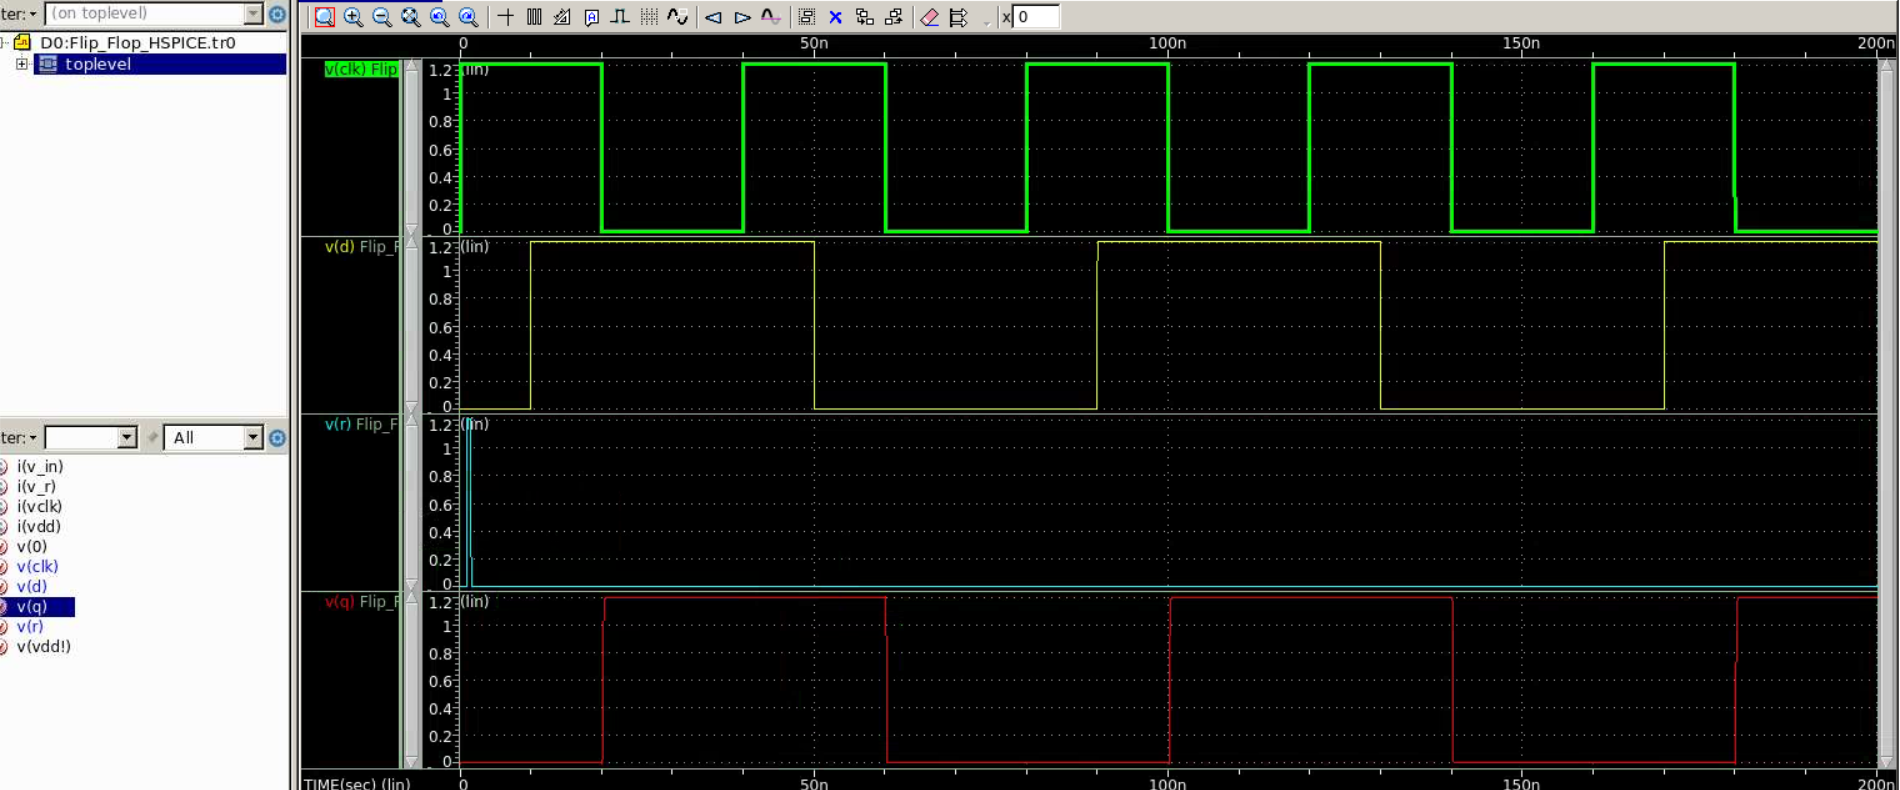 ter: (on toplevel)
x 0
D0:Flip_Flop_HSPICE.tr0
toplevel
0 50n 100n 150n 200n
v(clk) Flip
(lin)
1.2
1
0.8
0.6
0.4
0.2
0
v(d) Flip_F
(lin)
1.2
1
0.8
0.6
0.4
0.2
0
v(r) Flip_F
(lin)
1.2
1
0.8
0.6
0.4
0.2
0
v(q) Flip_F
(lin)
1.2
1
0.8
0.6
0.4
0.2
0
TIME(sec) (lin) 0 50n 100n 150n 200n
ter: All
i(v_in)
i(v_r)
i(vclk)
i(vdd)
v(0)
v(clk)
v(d)
v(q)
v(r)
v(vdd!)